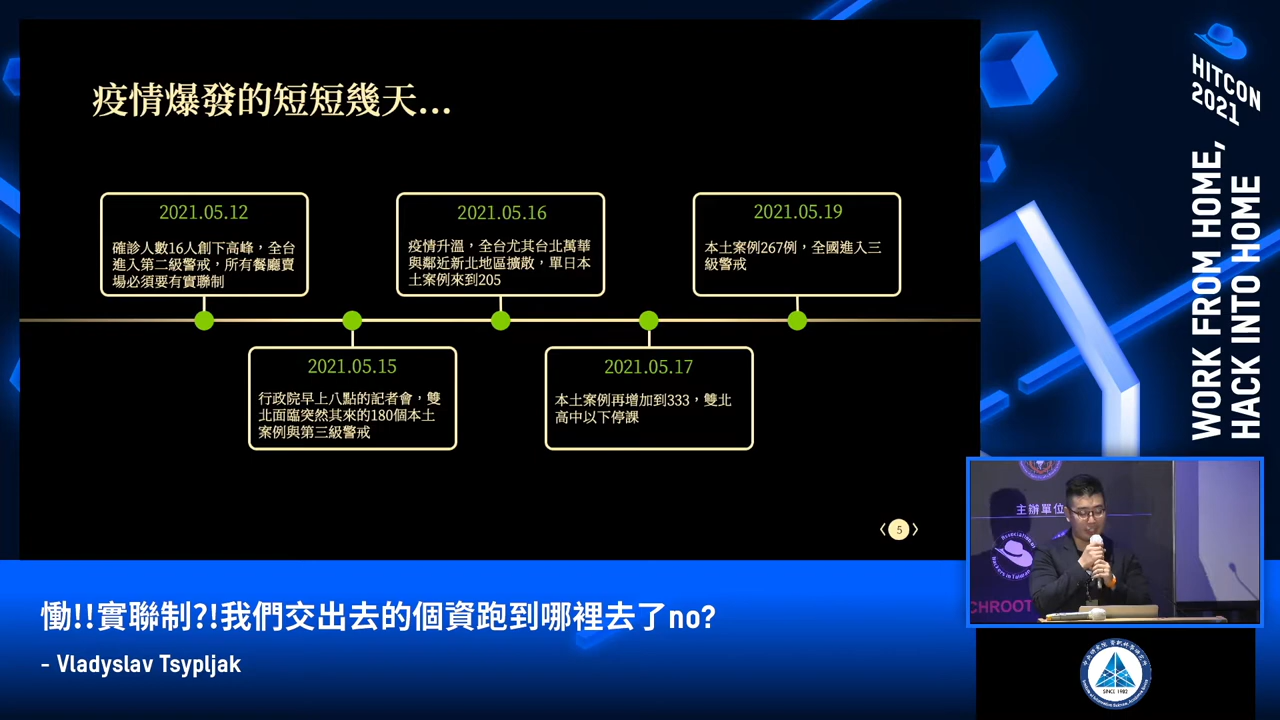 疫情爆發的短短幾天...
2021.05.12
確診人數16人創下高峰，全台
進入第二級警戒，所有餐廳賣
場必須要有實聯制
2021.05.15
行政院早上八點的記者會，雙
北面臨突然其來的180個本土
案例與第三級警戒
2021.05.16
疫情升溫，全台尤其台北萬華
與鄰近新北地區擴散，單日本
土案例來到205
2021.05.17
本土案例再增加到333，雙北
高中以下停課
2021.05.19
本土案例267例，全國進入三
級警戒
5
HITCON
2021
WORK FROM HOME,
HACK INTO HOME
主辦單位
Association of
Hackers in Taiwan
CHROOT
慟!!實聯制?!我們交出去的個資跑到哪裡去了no?
- Vladyslav Tsypljak
SINCE 1982